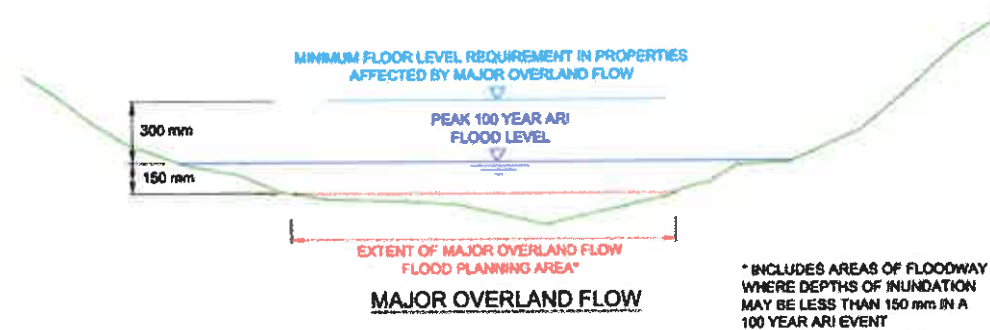 MINIMUM FLOOR LEVEL REQUIREMENT IN PROPERTIES
AFFECTED BY MAJOR OVERLAND FLOW
300 mm
PEAK 100 YEAR ARI
FLOOD LEVEL
150 mm
EXTENT OF MAJOR OVERLAND FLOW
FLOOD PLANNING AREA*
MAJOR OVERLAND FLOW
* INCLUDES AREAS OF FLOODWAY
WHERE DEPTHS OF INUNDATION
MAY BE LESS THAN 150 mm IN A
100 YEAR ARI EVENT